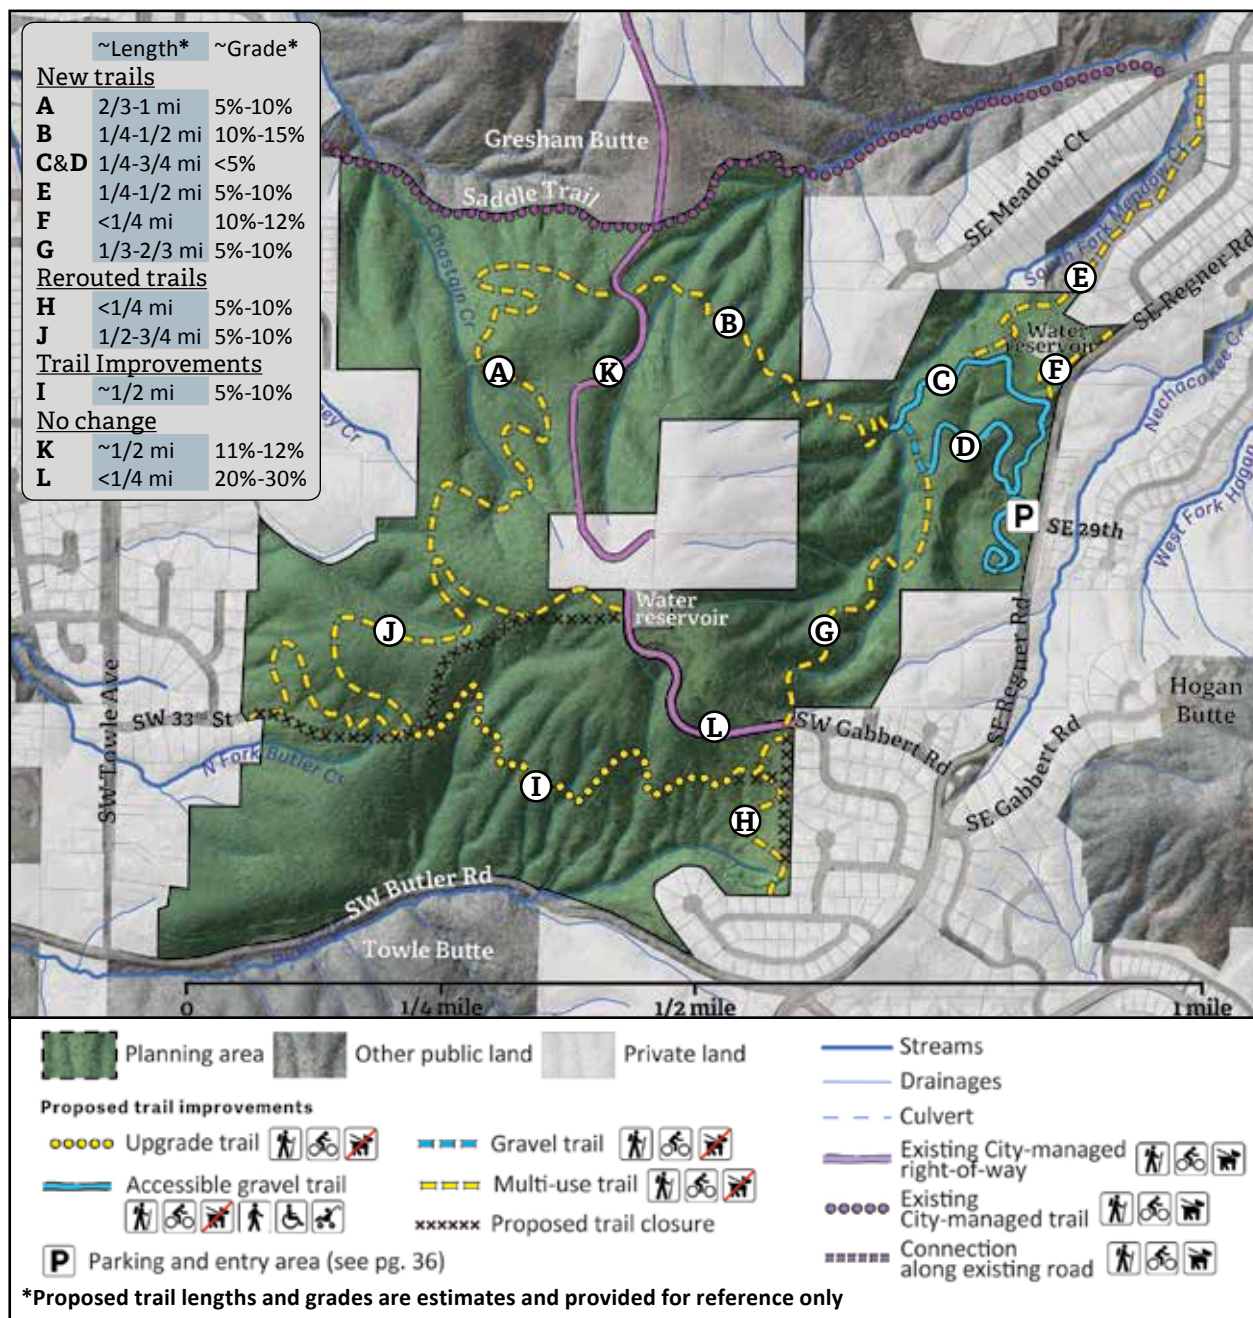 ~Length* ~Grade*
New trails
A 2/3-1 mi 5%-10%
B 1/4-1/2 mi 10%-15%
C&D 1/4-3/4 mi <5%
E 1/4-1/2 mi 5%-10%
F <1/4 mi 10%-12%
G 1/3-2/3 mi 5%-10%
Rerouted trails
H <1/4 mi 5%-10%
J 1/2-3/4 mi 5%-10%
Trail Improvements
I ~1/2 mi 5%-10%
No change
K ~1/2 mi 11%-12%
L <1/4 mi 20%-30%
Gresham Butte
Saddle Trail
SE Meadow Ct
South Fork Meadow Cr
Chastain Cr
E
SE Regner Rd
B
Water
reservoir
A
K
C
F
Nechacokee Cr
ey Cr
D
P
SE 29th
West Fork Hogan
Water
reservoir
J
G
SE Regner Rd
SW Towle Ave
SW 33rd St
L
SW Gabbert Rd
Hogan
Butte
N Fork Butler Cr
I
SE Gabbert Rd
H
SW Butler Rd
Towle Butte
0 1/4 mile 1/2 mile 1 mile
Planning area Other public land Private land
Proposed trail improvements
Upgrade trail
Gravel trail
Accessible gravel trail
Multi-use trail
Proposed trail closure
P Parking and entry area (see pg. 36)
Streams
Drainages
Culvert
Existing City-managed
right-of-way
Existing
City-managed trail
Connection
along existing road
*Proposed trail lengths and grades are estimates and provided for reference only